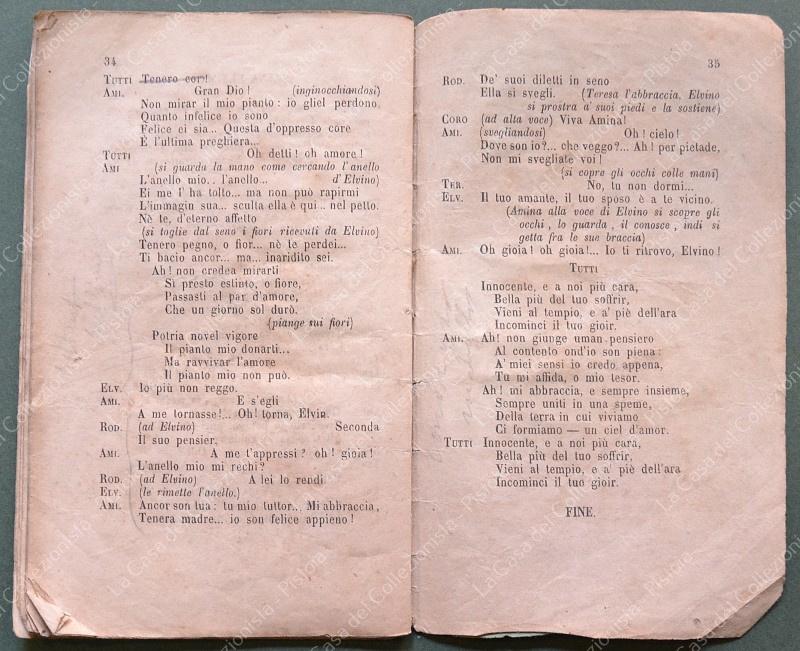 34
TUTTI Tenero cor!
AMI. Gran Dio! (inginocchiandosi)
Non mirar il mio pianto: io gliel perdono,
Quanto infelice io sono
Felice ci sia... Questa d'oppresso core
È l'ultima preghiera...
TUTTI Oh detti! oh amore!
AMI (si guarda la mano come cercando l'anello
L'anello mio.. l'anello... d'Elvino)
Ei me l'ha tolto... ma non può rapirmi
L'immagin sua... sculta ella è qui.. nel petto.
Nè te, d'eterno affetto
(si toglie dal seno i fiori ricevuti da Elvino)
Tenero pegno, o fior... nè te perdei...
Ti bacio ancor... ma... inaridito sei.
Ah! non credea mirarti
Sì presto estinto, o fiore,
Passasti al par d'amore,
Che un giorno sol durò.
(piange sui fiori)
Potria novel vigore
Il pianto mio donarti...
Ma ravvivar l'amore
Il pianto mio non può.
ELV. Io più non reggo.
AMI. E s'egli
A me tornasse!... Oh! torna, Elvin.
ROD. (ad Elvino) Seconda
Il suo pensier.
AMI. A me t'appressi? oh! gioia!
L'anello mio mi rechi?
ROD. (ad Elvino) A lei lo rendi
ELV. (le rimette l'anello.)
AMI. Ancor son tua: tu mio tuttor... Mi abbraccia,
Tenera madre... io son felice appieno!
35
ROD. De' suoi diletti in seno
Ella si svegli. (Teresa l'abbraccia, Elvino
si prostra a' suoi piedi e la sostiene)
CORO (ad alta voce) Viva Amina!
AMI. (svegliandosi) Oh! cielo!
Dove son io?... che veggo?... Ah! per pietade,
Non mi svegliate voi!
(si copre gli occhi colle mani)
TER. No, tu non dormi...
ELV. Il tuo amante, il tuo sposo è a te vicino.
(Amina alla voce di Elvino si scopre gli
occhi, lo guarda, il conosce, indi si
getta fra le sue braccia)
AMI. Oh gioia! oh gioia!... Io ti ritrovo, Elvino!
TUTTI
Innocente, e a noi più cara,
Bella più del tuo soffrir,
Vieni al tempio, e a' piè dell'ara
Incominci il tuo gioir.
AMI. Ah! non giunge uman pensiero
Al contento ond'io son piena:
A' miei sensi io credo appena,
Tu mi affida, o mio tesor.
Ah! mi abbraccia, e sempre insieme,
Sempre uniti in una speme,
Della terra in cui viviamo
Ci formiamo — un ciel d'amor.
TUTTI Innocente, e a noi più cara,
Bella più del tuo soffrir,
Vieni al tempio, e a' piè dell'ara
Incominci il tuo gioir.
FINE.
La Casa del Collezionista - Pistoia